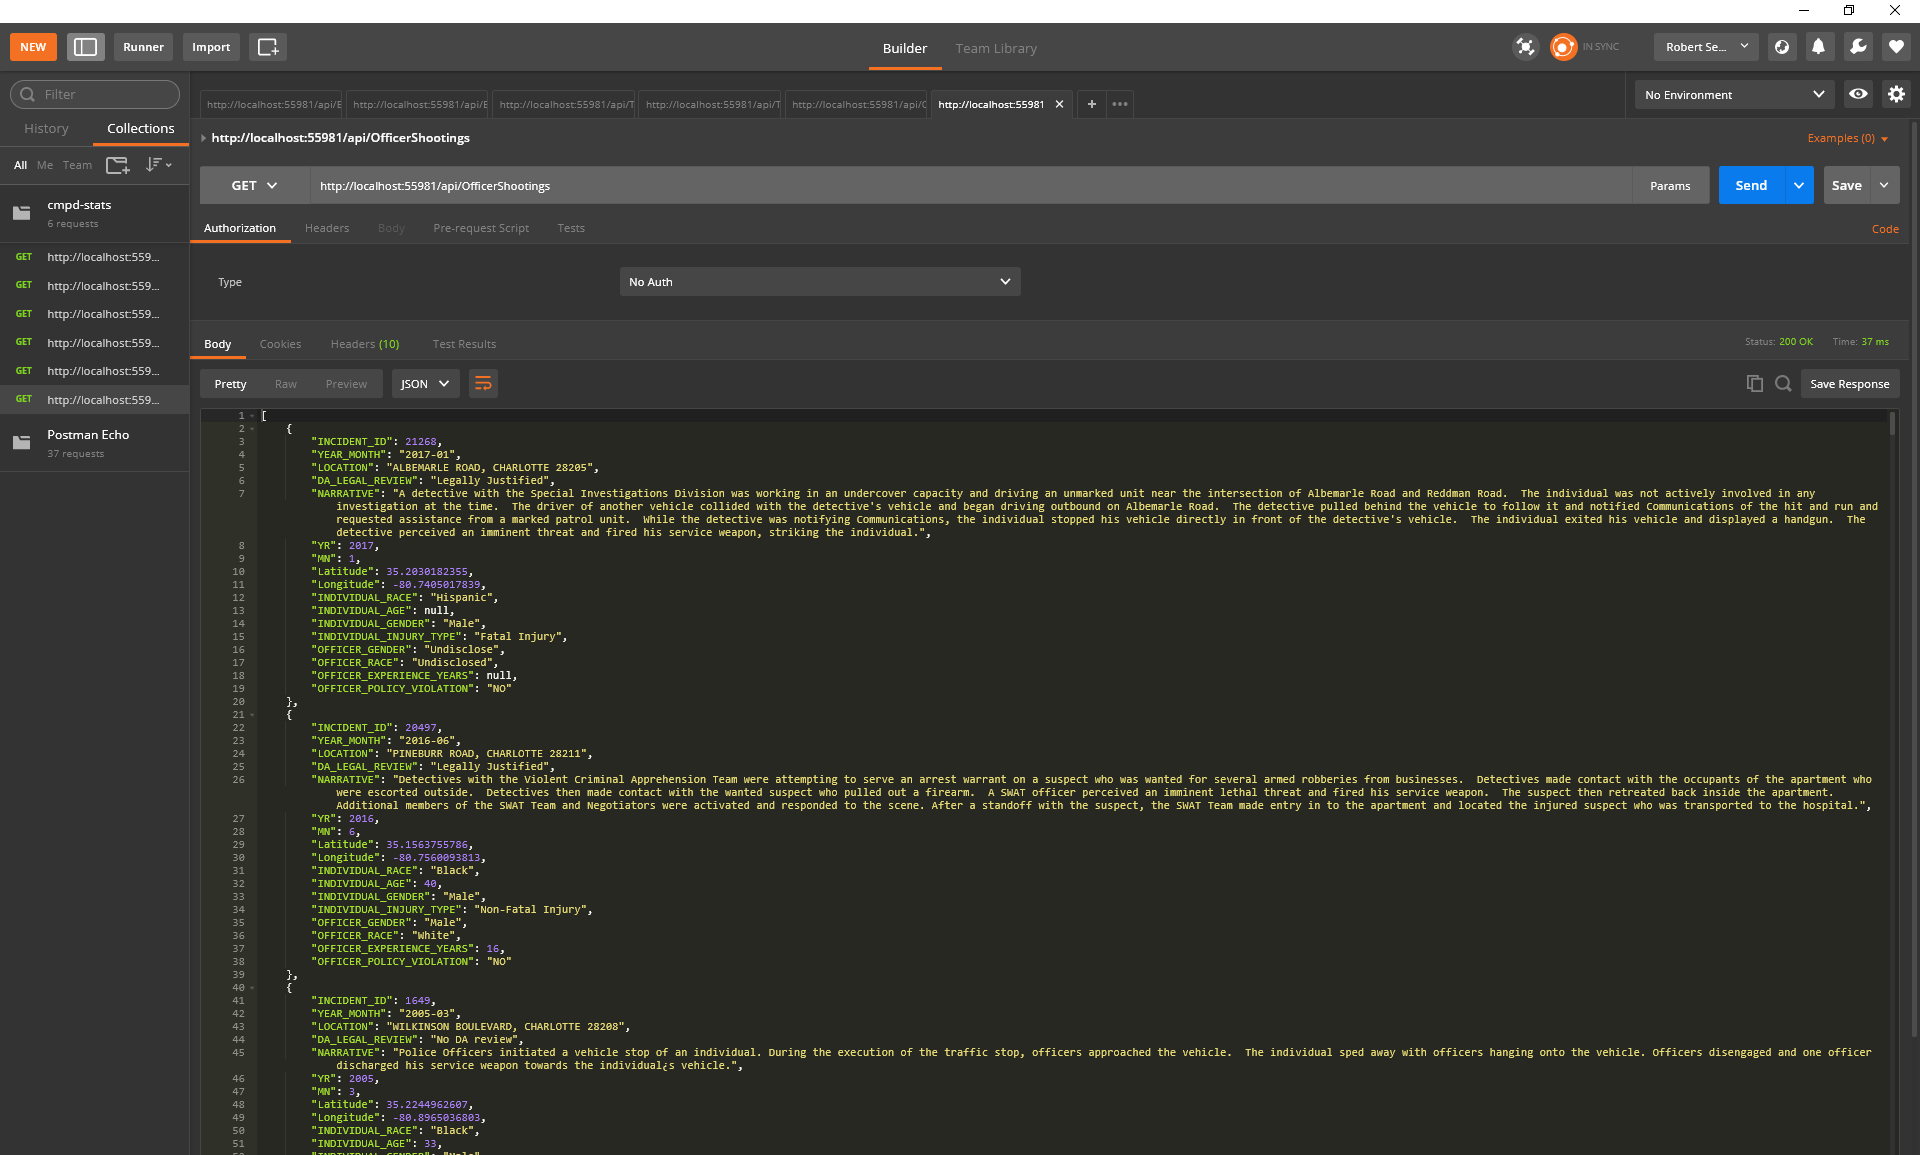 NEW
Runner
Import
Builder
Team Library
IN SYNC
Robert Se...
Filter
http://localhost:55981/api/E
http://localhost:55981/api/E
http://localhost:55981/api/T
http://localhost:55981/api/T
http://localhost:55981/api/C
http://localhost:55981
No Environment
History
Collections
http://localhost:55981/api/OfficerShootings
Examples (0)
All Me Team
GET
http://localhost:55981/api/OfficerShootings
Params
Send
Save
cmpd-stats
6 requests
Authorization
Headers
Body
Pre-request Script
Tests
Code
GET http://localhost:559...
GET http://localhost:559...
GET http://localhost:559...
GET http://localhost:559...
GET http://localhost:559...
GET http://localhost:559...
Postman Echo
37 requests
Type
No Auth
Body
Cookies
Headers (10)
Test Results
Status: 200 OK
Time: 37 ms
Pretty
Raw
Preview
JSON
Save Response
1 [
2 {
3 "INCIDENT_ID": 21268,
4 "YEAR_MONTH": "2017-01",
5 "LOCATION": "ALBEMARLE ROAD, CHARLOTTE 28205",
6 "DA_LEGAL_REVIEW": "Legally Justified",
7 "NARRATIVE": "A detective with the Special Investigations Division was working in an undercover capacity and driving an unmarked unit near the intersection of Albemarle Road and Reddman Road.  The individual was not actively involved in any
investigation at the time.  The driver of another vehicle collided with the detective's vehicle and began driving outbound on Albemarle Road.  The detective pulled behind the vehicle to follow it and notified Communications of the hit and run and
requested assistance from a marked patrol unit.  While the detective was notifying Communications, the individual stopped his vehicle directly in front of the detective's vehicle.  The individual exited his vehicle and displayed a handgun.  The
detective perceived an imminent threat and fired his service weapon, striking the individual.",
8 "YR": 2017,
9 "MN": 1,
10 "Latitude": 35.2030182355,
11 "Longitude": -80.7405017839,
12 "INDIVIDUAL_RACE": "Hispanic",
13 "INDIVIDUAL_AGE": null,
14 "INDIVIDUAL_GENDER": "Male",
15 "INDIVIDUAL_INJURY_TYPE": "Fatal Injury",
16 "OFFICER_GENDER": "Undisclose",
17 "OFFICER_RACE": "Undisclosed",
18 "OFFICER_EXPERIENCE_YEARS": null,
19 "OFFICER_POLICY_VIOLATION": "NO"
20 },
21 {
22 "INCIDENT_ID": 20497,
23 "YEAR_MONTH": "2016-06",
24 "LOCATION": "PINEBURR ROAD, CHARLOTTE 28211",
25 "DA_LEGAL_REVIEW": "Legally Justified",
26 "NARRATIVE": "Detectives with the Violent Criminal Apprehension Team were attempting to serve an arrest warrant on a suspect who was wanted for several armed robberies from businesses.  Detectives made contact with the occupants of the apartment who
were escorted outside.  Detectives then made contact with the wanted suspect who pulled out a firearm.  A SWAT officer perceived an imminent lethal threat and fired his service weapon.  The suspect then retreated back inside the apartment.
Additional members of the SWAT Team and Negotiators were activated and responded to the scene. After a standoff with the suspect, the SWAT Team made entry in to the apartment and located the injured suspect who was transported to the hospital.",
27 "YR": 2016,
28 "MN": 6,
29 "Latitude": 35.1563755786,
30 "Longitude": -80.7560093813,
31 "INDIVIDUAL_RACE": "Black",
32 "INDIVIDUAL_AGE": 40,
33 "INDIVIDUAL_GENDER": "Male",
34 "INDIVIDUAL_INJURY_TYPE": "Non-Fatal Injury",
35 "OFFICER_GENDER": "Male",
36 "OFFICER_RACE": "White",
37 "OFFICER_EXPERIENCE_YEARS": 16,
38 "OFFICER_POLICY_VIOLATION": "NO"
39 },
40 {
41 "INCIDENT_ID": 1649,
42 "YEAR_MONTH": "2005-03",
43 "LOCATION": "WILKINSON BOULEVARD, CHARLOTTE 28208",
44 "DA_LEGAL_REVIEW": "No DA review",
45 "NARRATIVE": "Police Officers initiated a vehicle stop of an individual. During the execution of the traffic stop, officers approached the vehicle.  The individual sped away with officers hanging onto the vehicle. Officers disengaged and one officer
discharged his service weapon towards the individual¿s vehicle.",
46 "YR": 2005,
47 "MN": 3,
48 "Latitude": 35.2244962607,
49 "Longitude": -80.8965036803,
50 "INDIVIDUAL_RACE": "Black",
51 "INDIVIDUAL_AGE": 33,